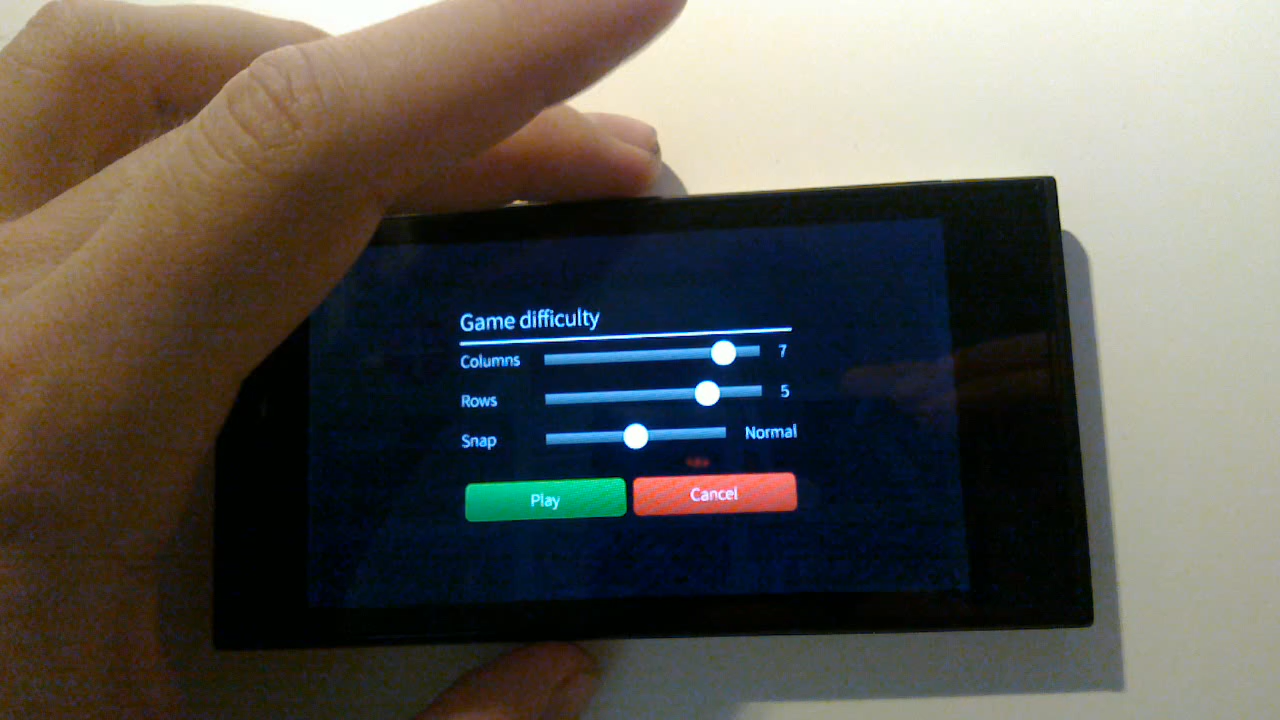 Game difficulty
Columns 7
Rows 5
Snap Normal
Play Cancel